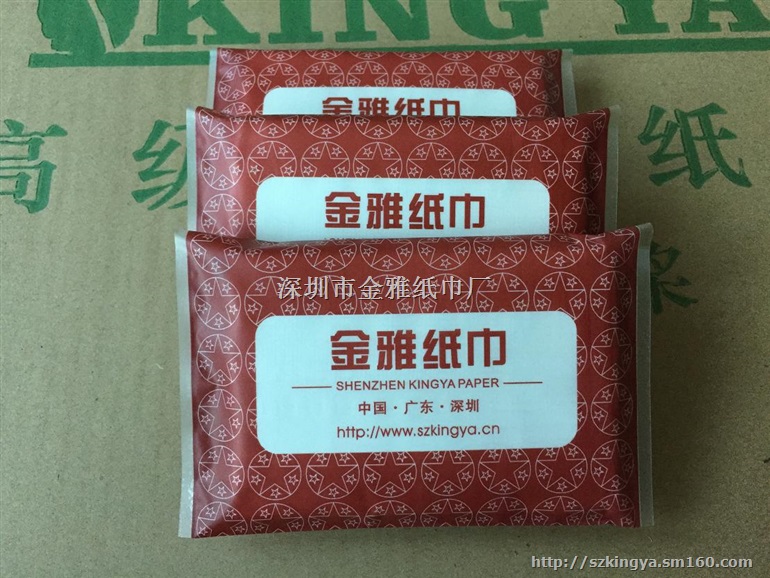 KING YA
高级 纸
浆
金雅纸巾
金雅纸巾
深圳市金雅纸巾厂
金雅纸巾
SHENZHEN KINGYA PAPER
中国·广东·深圳
http://www.szkingya.cn
http://szkingya.sm160.com